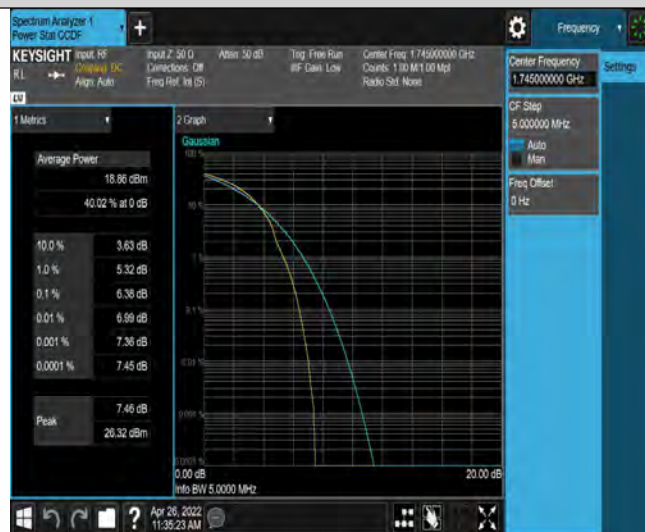 Spectrum Analyzer 1
Power Stat CCDF
+
Frequency
KEYSIGHT
Input: RF
Coupling: DC
Align: Auto
Input Z: 50 Ω
Corrections: Off
Freq Ref: Int (S)
Atten: 50 dB
Trig: Free Run
#IF Gain: Low
Center Freq: 1.745000000 GHz
Counts: 1.00 M/1.00 Mpt
Radio Std: None
Center Frequency
1.745000000 GHz
Settings
CF Step
5.000000 MHz
Auto
Man
Freq Offset
0 Hz
1 Metrics
2 Graph
Gaussian
Average Power
18.86 dBm
40.02 % at 0 dB
10.0 % 3.63 dB
1.0 % 5.32 dB
0.1 % 6.38 dB
0.01 % 6.99 dB
0.001 % 7.36 dB
0.0001 % 7.45 dB
Peak
7.46 dB
26.32 dBm
100 %
10 %
1 %
0.1 %
0.01 %
0.001 %
0.0001 %
0.00 dB
20.00 dB
Info BW 5.0000 MHz
?
Apr 26, 2022
11:35:23 AM